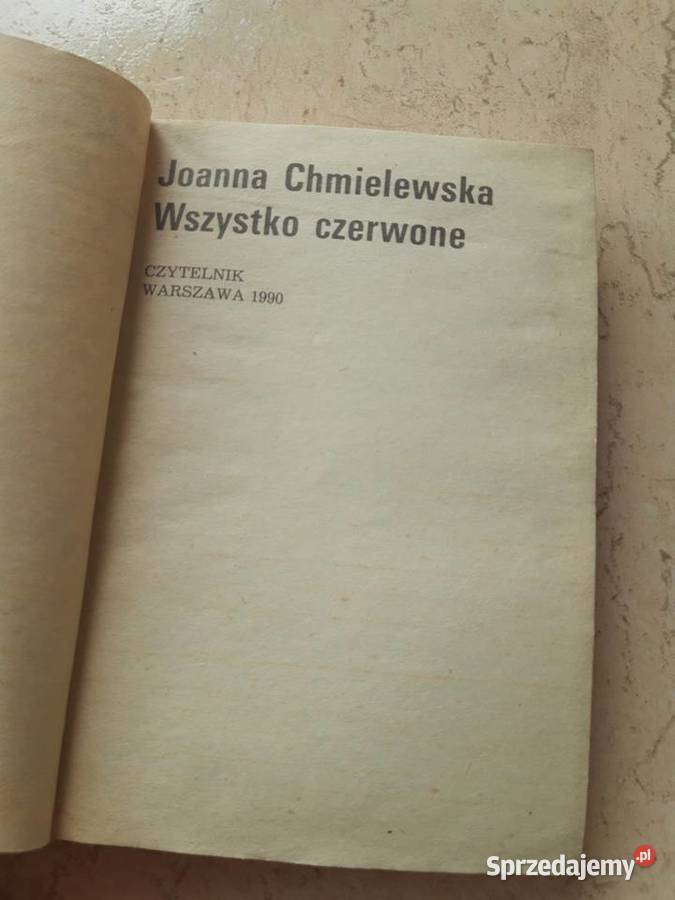 Joanna Chmielewska
Wszystko czerwone
CZYTELNIK
WARSZAWA 1990
Sprzedajemy.pl